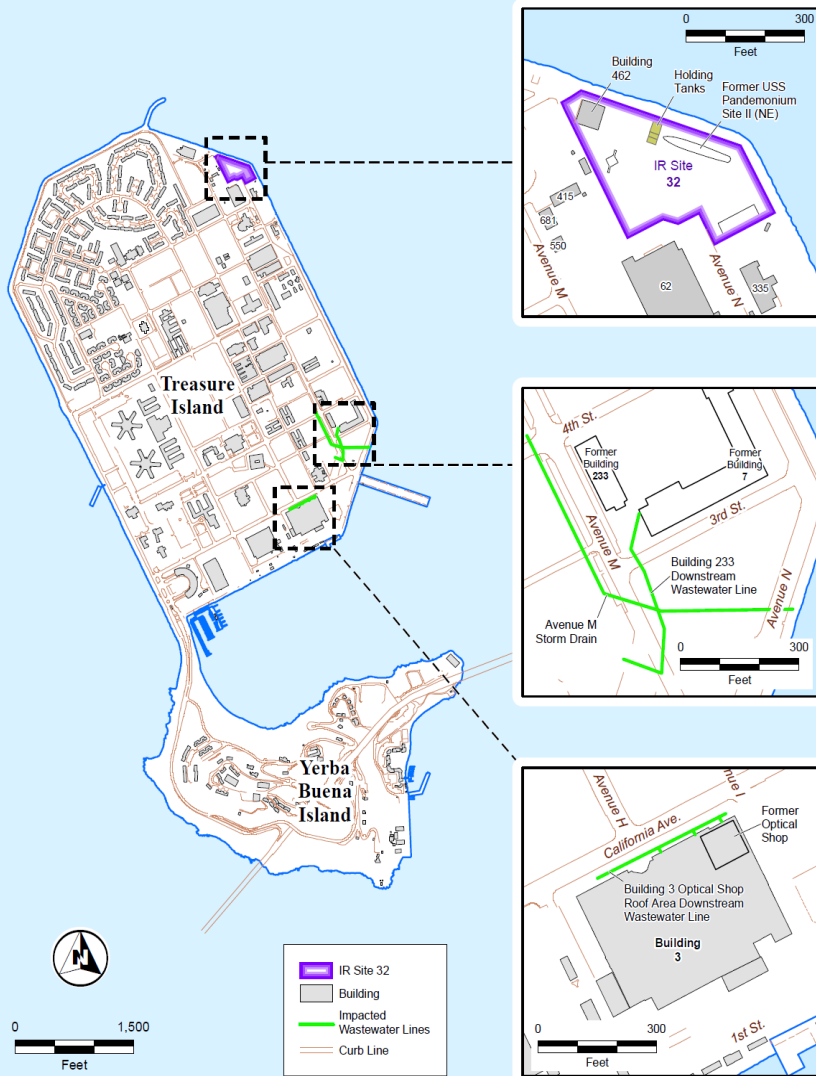 Treasure
Island
Yerba
Buena
Island
N
0 1,500
Feet
IR Site 32
Building
Impacted
Wastewater Lines
Curb Line
0 300
Feet
Building
462
Holding
Tanks
Former USS
Pandemonium
Site II (NE)
IR Site
32
415
681
550
Avenue M
62
Avenue N
335
4th St.
Former
Building
233
Former
Building
7
Avenue M
3rd St.
Building 233
Downstream
Wastewater Line
Avenue N
Avenue M
Storm Drain
0 300
Feet
Avenue H
nue I
California Ave.
Former
Optical
Shop
Building 3 Optical Shop
Roof Area Downstream
Wastewater Line
Building
3
0 300
Feet
1st St.